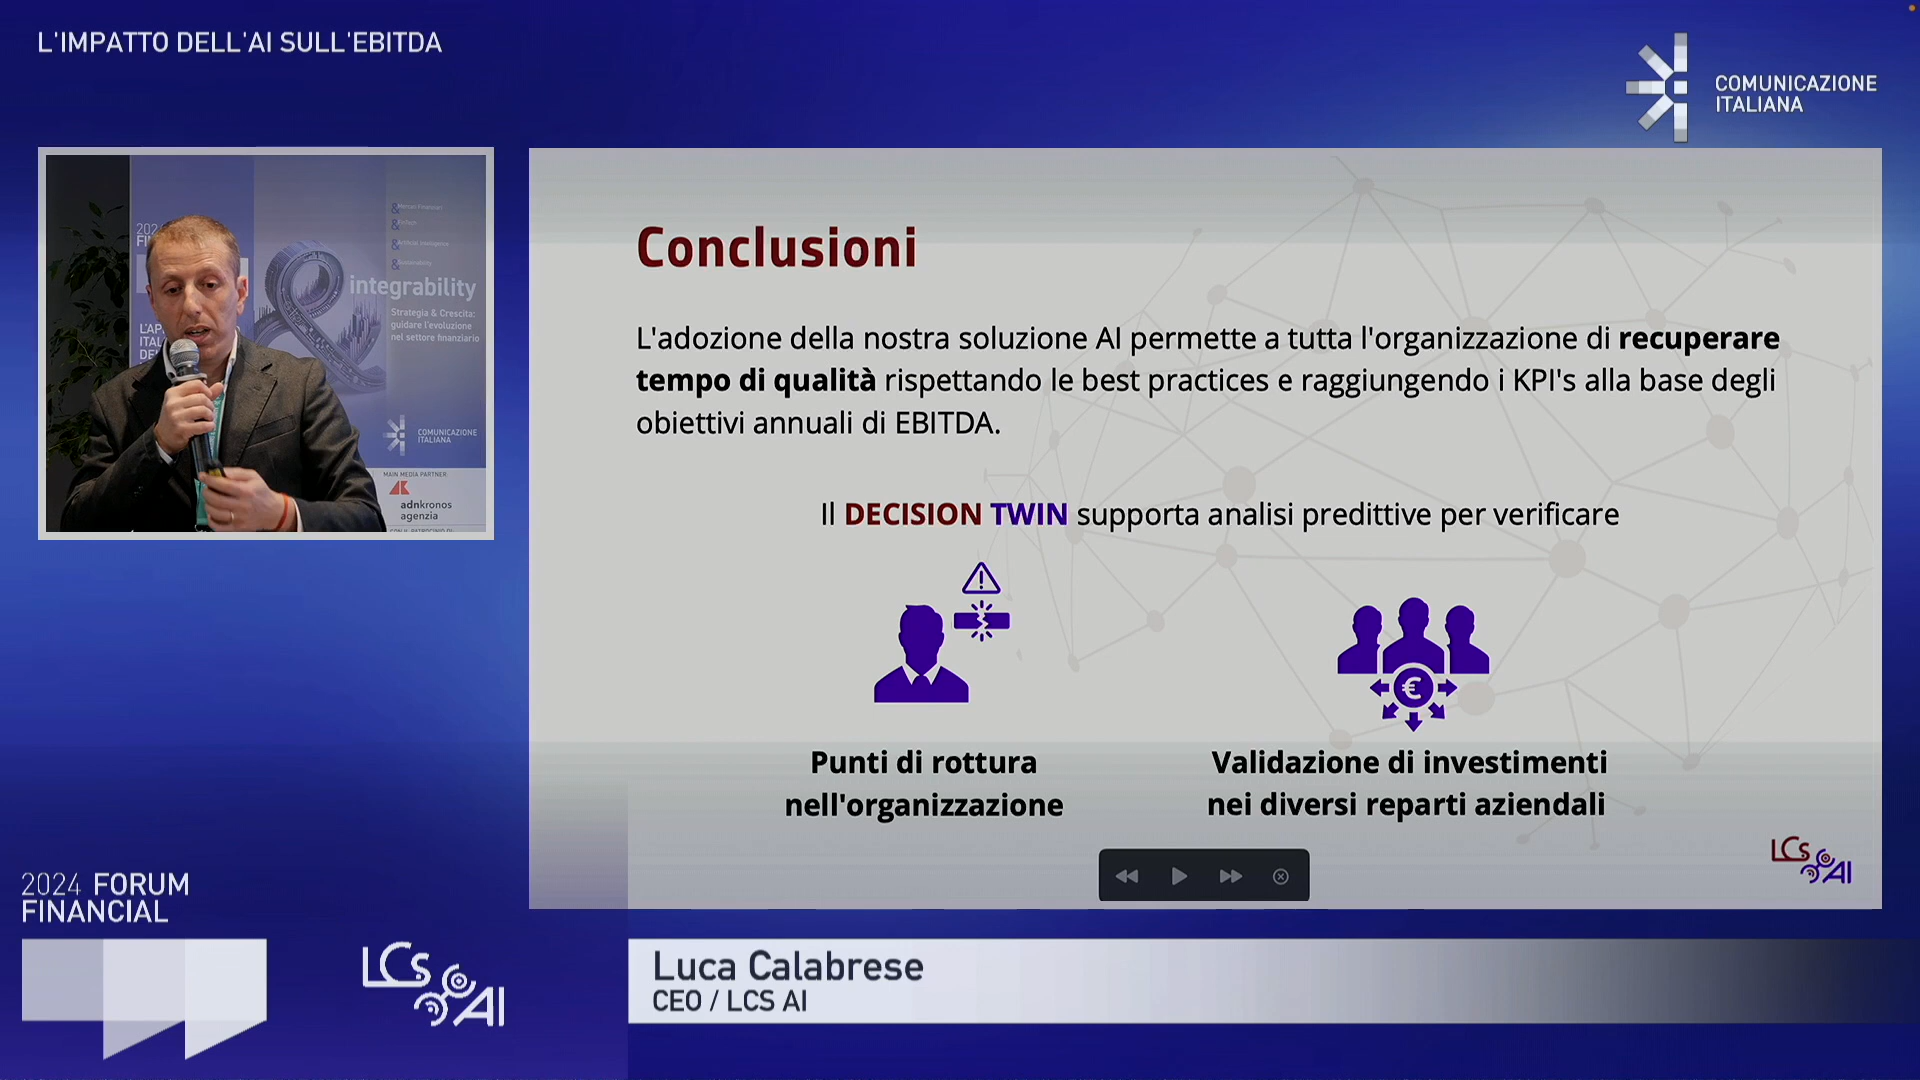 L'IMPATTO DELL'AI SULL'EBITDA
COMUNICAZIONE
ITALIANA
integrability
Strategia & Crescita:
guidare l'evoluzione
nel settore finanziario
COMUNICAZIONE
ITALIANA
MAIN MEDIA PARTNER:
adnkronos
agenzia
Conclusioni
L'adozione della nostra soluzione AI permette a tutta l'organizzazione di recuperare
tempo di qualità rispettando le best practices e raggiungendo i KPI's alla base degli
obiettivi annuali di EBITDA.
Il DECISION TWIN supporta analisi predittive per verificare
€
Punti di rottura
nell'organizzazione
Validazione di investimenti
nei diversi reparti aziendali
LCs AI
2024 FORUM
FINANCIAL
LCs AI
Luca Calabrese
CEO / LCS AI